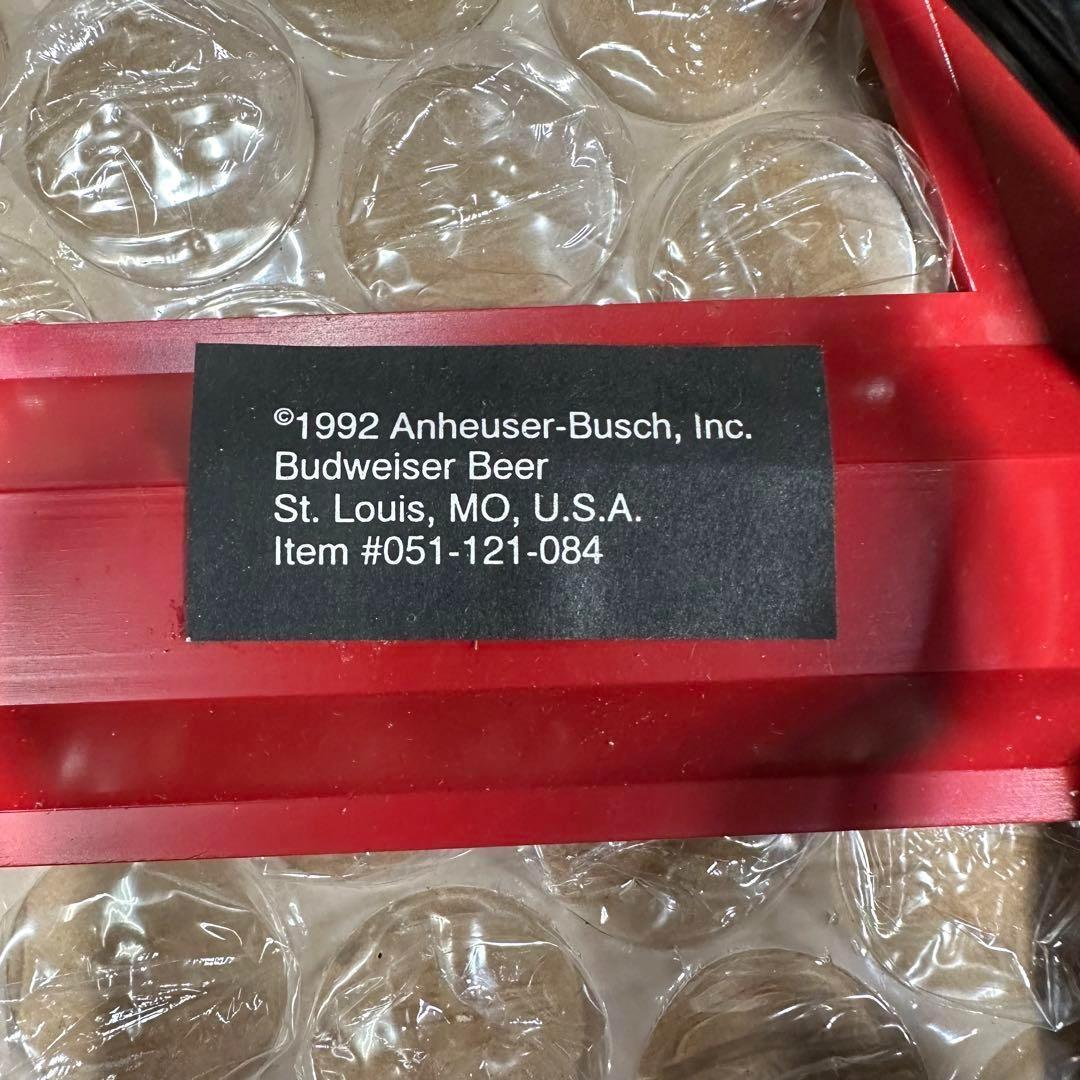 ©1992 Anheuser-Busch, Inc.
Budweiser Beer
St. Louis, MO, U.S.A.
Item #051-121-084